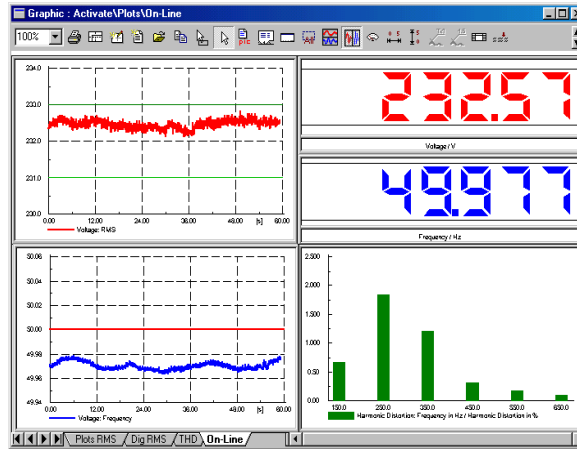 Graphic : Activate\Plots\On-Line
100%
pic
234.0
233.0
232.0
231.0
230.0
0.00 12.00 24.00 36.00 [s] 60.00
Voltage: RMS
232.57
Voltage / V
49.977
Frequency / Hz
50.06
50.04
50.02
50.00
49.98
49.96
49.94
0.00 12.00 24.00 36.00 [s] 60.00
Voltage: Frequency
2.500
2.000
1.500
1.000
0.500
0.00
150.0 250.0 350.0 450.0 550.0 650.0
Harmonic Distortion: Frequency in Hz / Harmonic Distortion in %
Plots RMS Dig RMS THD On-Line